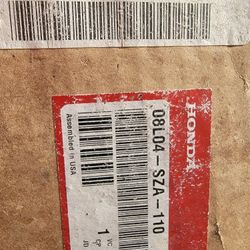 HONDA
08L04-SZA-110
Assembled in USA
1